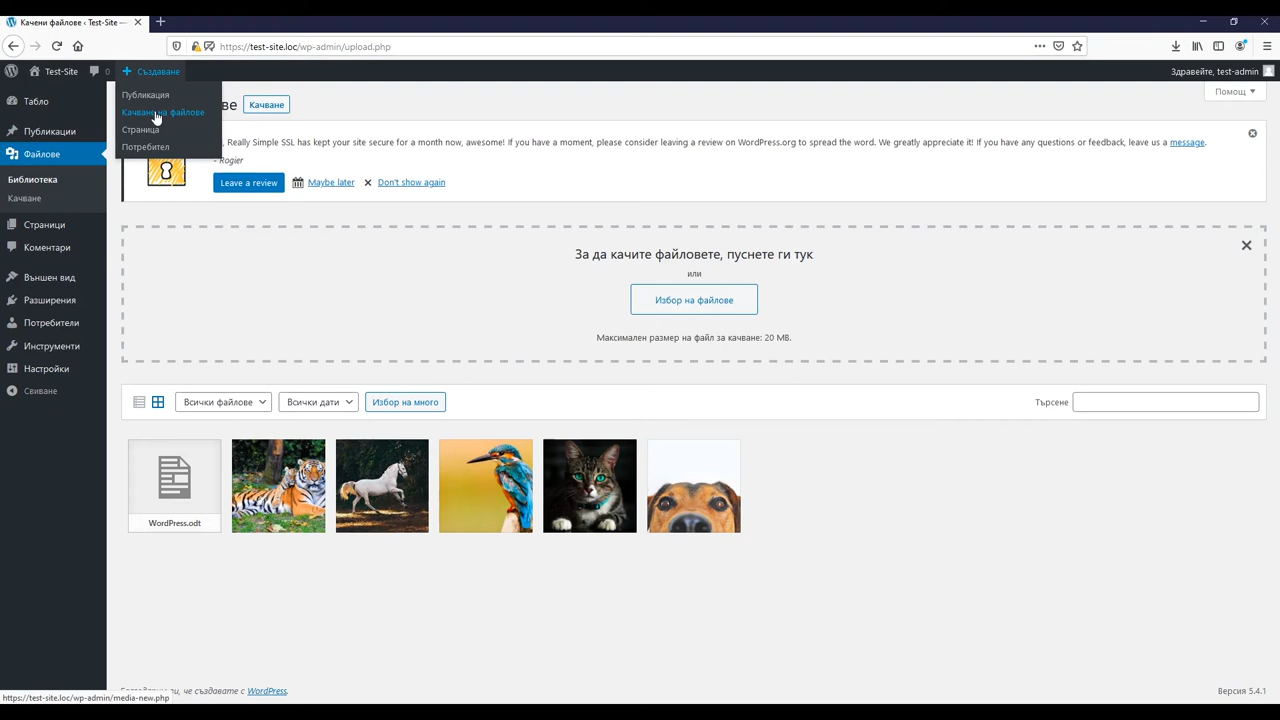 Качени файлове ‹ Test-Site —
https://test-site.loc/wp-admin/upload.php
Test-Site
0
Създаване
Здравейте, test-admin
Публикация
Качване на файлове
Страница
Потребител
ве
Качване
Помощ
Табло
Публикации
Файлове
Библиотека
Качване
Страници
Коментари
Външен вид
Разширения
Потребители
Инструменти
Настройки
Свиване
, Really Simple SSL has kept your site secure for a month now, awesome! If you have a moment, please consider leaving a review on WordPress.org to spread the word. We greatly appreciate it! If you have any questions or feedback, leave us a message.
- Rogier
Leave a review
Maybe later
Don't show again
За да качите файловете, пуснете ги тук
или
Избор на файлове
Максимален размер на файл за качване: 20 MB.
Всички файлове
Всички дати
Избор на много
Търсене
WordPress.odt
че създавате с WordPress.
Версия 5.4.1
https://test-site.loc/wp-admin/media-new.php